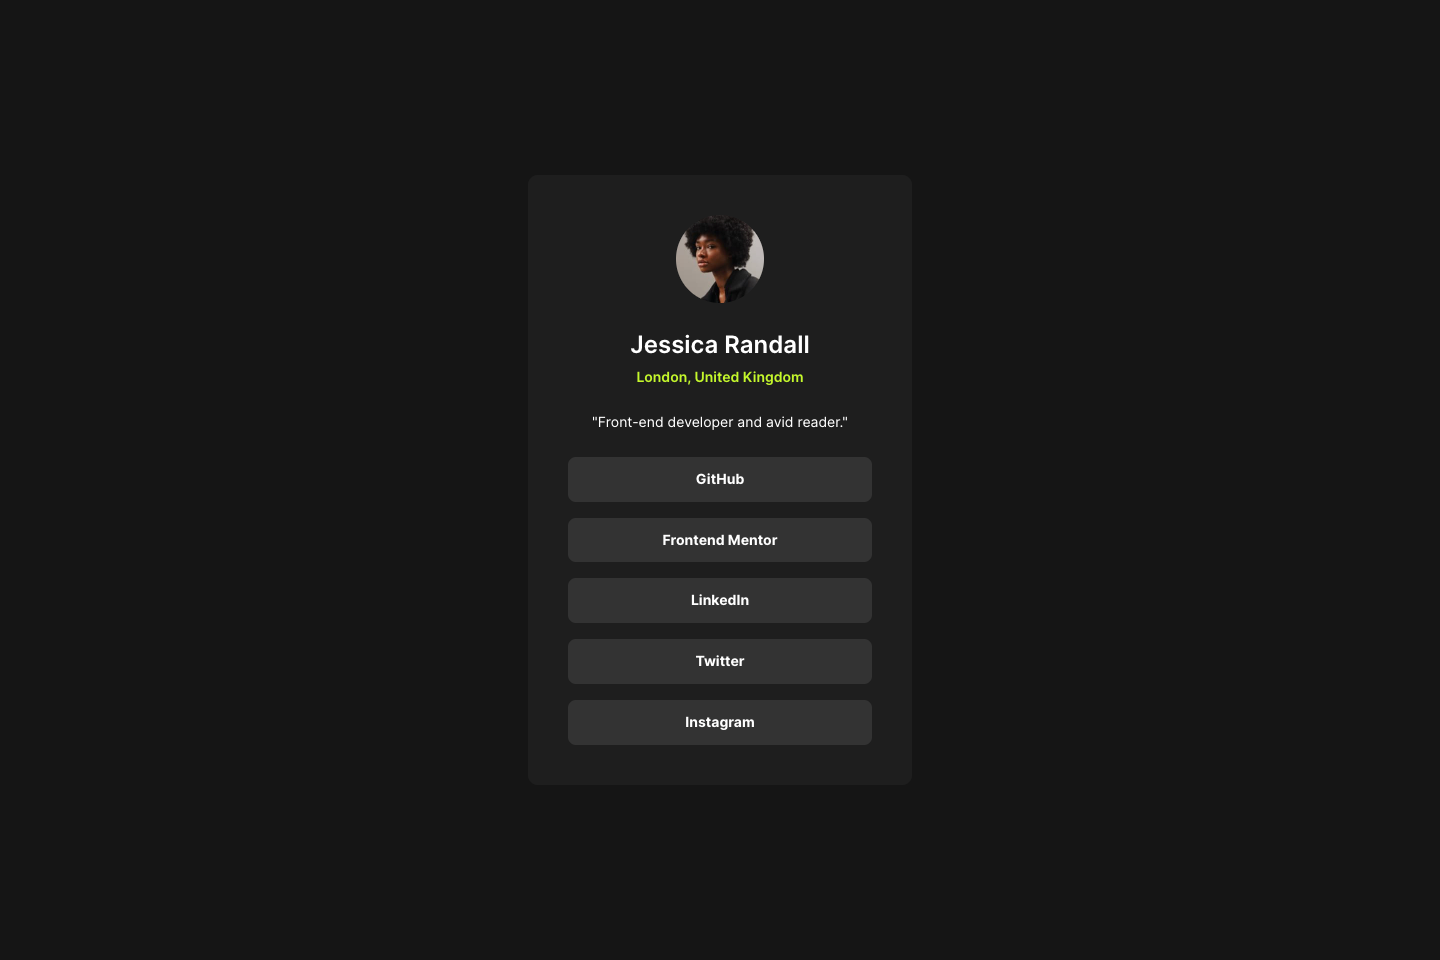 Jessica Randall
London, United Kingdom
"Front-end developer and avid reader."
GitHub
Frontend Mentor
LinkedIn
Twitter
Instagram